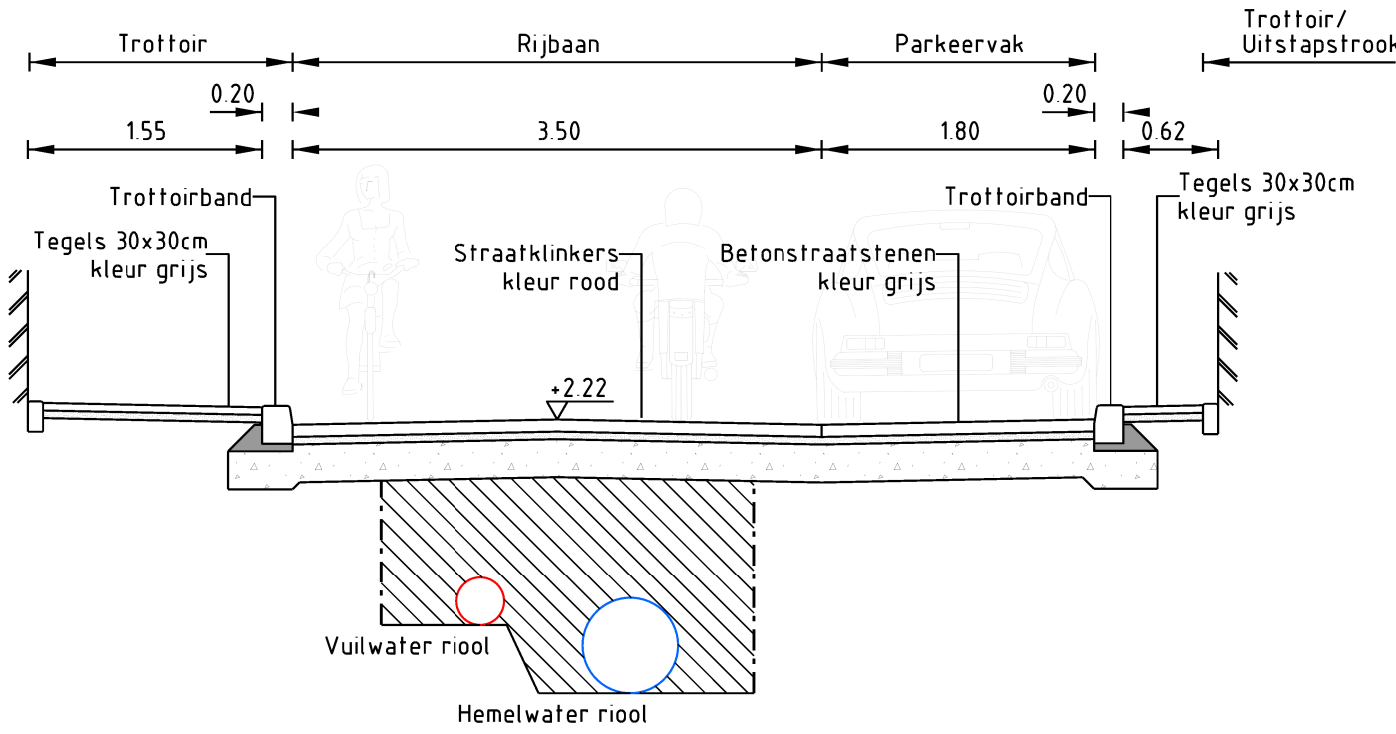 Trottoir
Rijbaan
Parkeervak
Trottoir/
Uitstapstrook
0.20
0.20
1.55
3.50
1.80
0.62
Trottoirband
Trottoirband
Tegels 30x30cm
kleur grijs
Tegels 30x30cm
kleur grijs
Straatklinkers
kleur rood
Betonstraatstenen
kleur grijs
+2.22
Vuilwater riool
Hemelwater riool